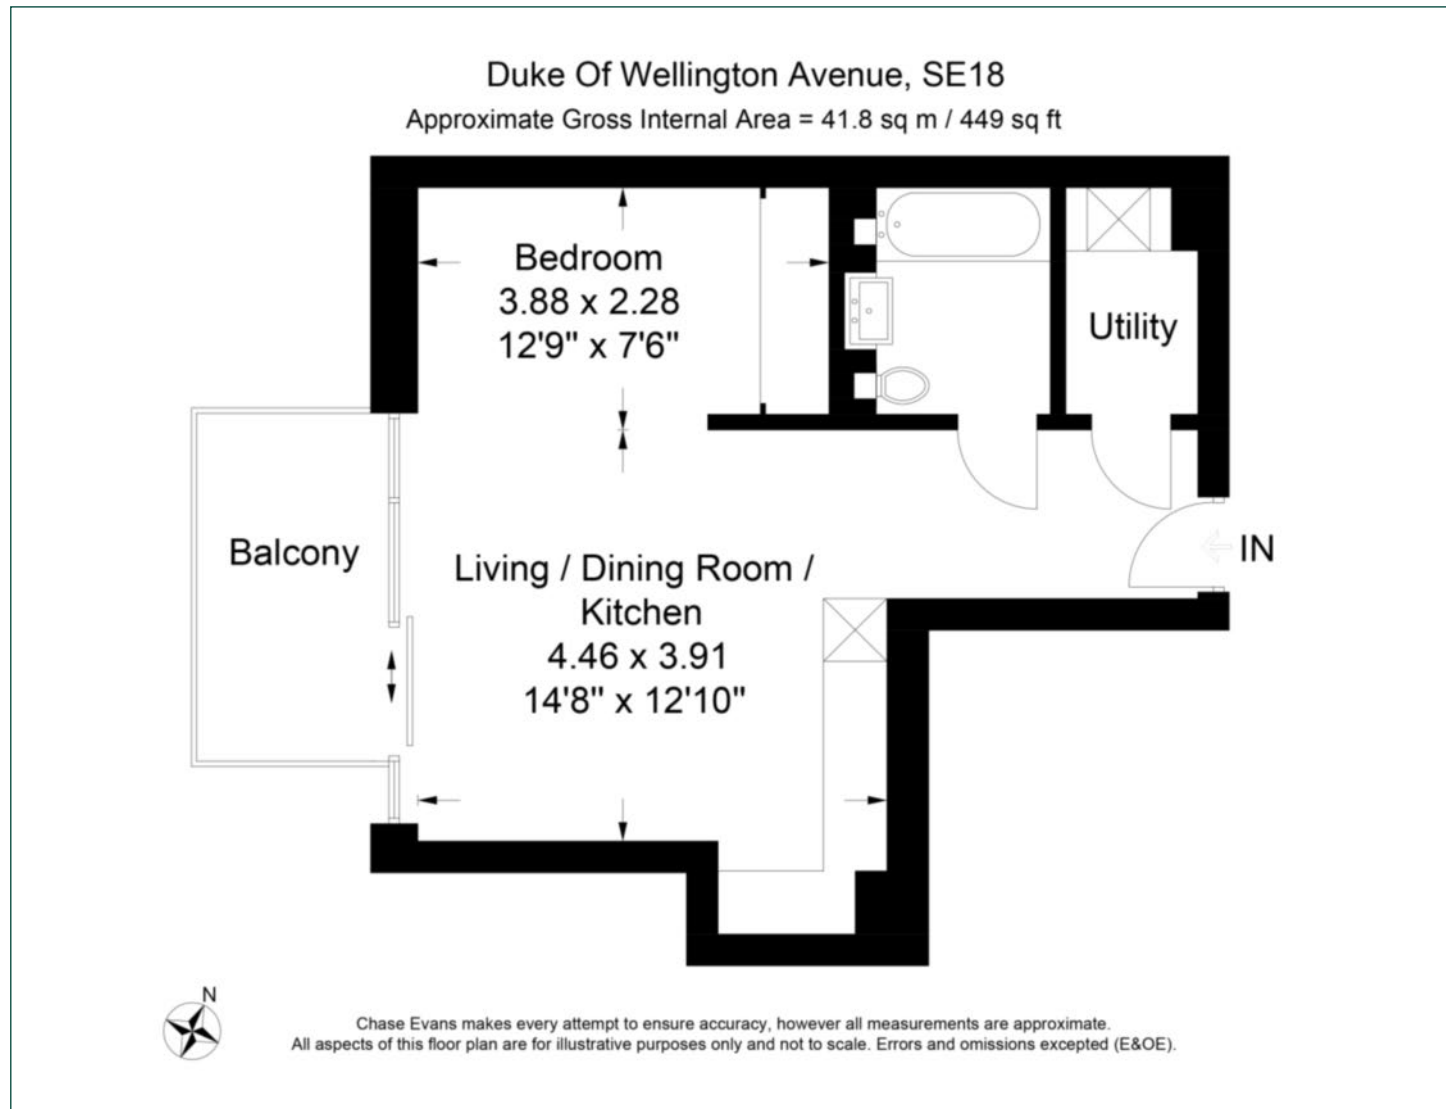 Duke Of Wellington Avenue, SE18
Approximate Gross Internal Area = 41.8 sq m / 449 sq ft
Bedroom
3.88 x 2.28
12'9" x 7'6"
Utility
Balcony
Living / Dining Room /
Kitchen
4.46 x 3.91
14'8" x 12'10"
IN
N
Chase Evans makes every attempt to ensure accuracy, however all measurements are approximate.
All aspects of this floor plan are for illustrative purposes only and not to scale. Errors and omissions excepted (E&OE).